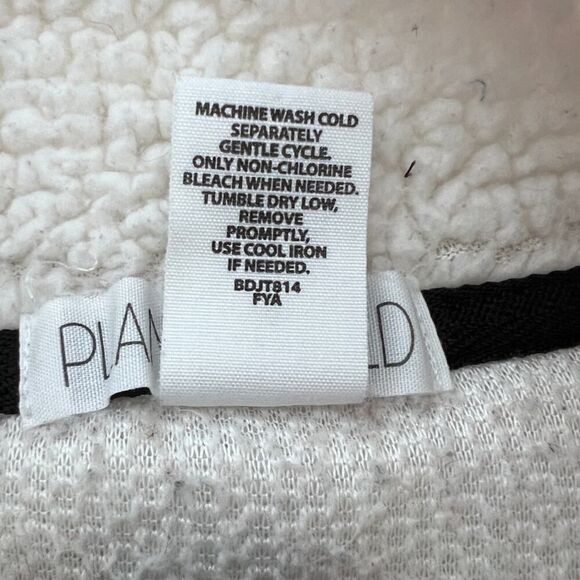 MACHINE WASH COLD
SEPARATELY
GENTLE CYCLE.
ONLY NON-CHLORINE
BLEACH WHEN NEEDED.
TUMBLE DRY LOW,
REMOVE
PROMPTLY,
USE COOL IRON
IF NEEDED.
BDJT814
FYA